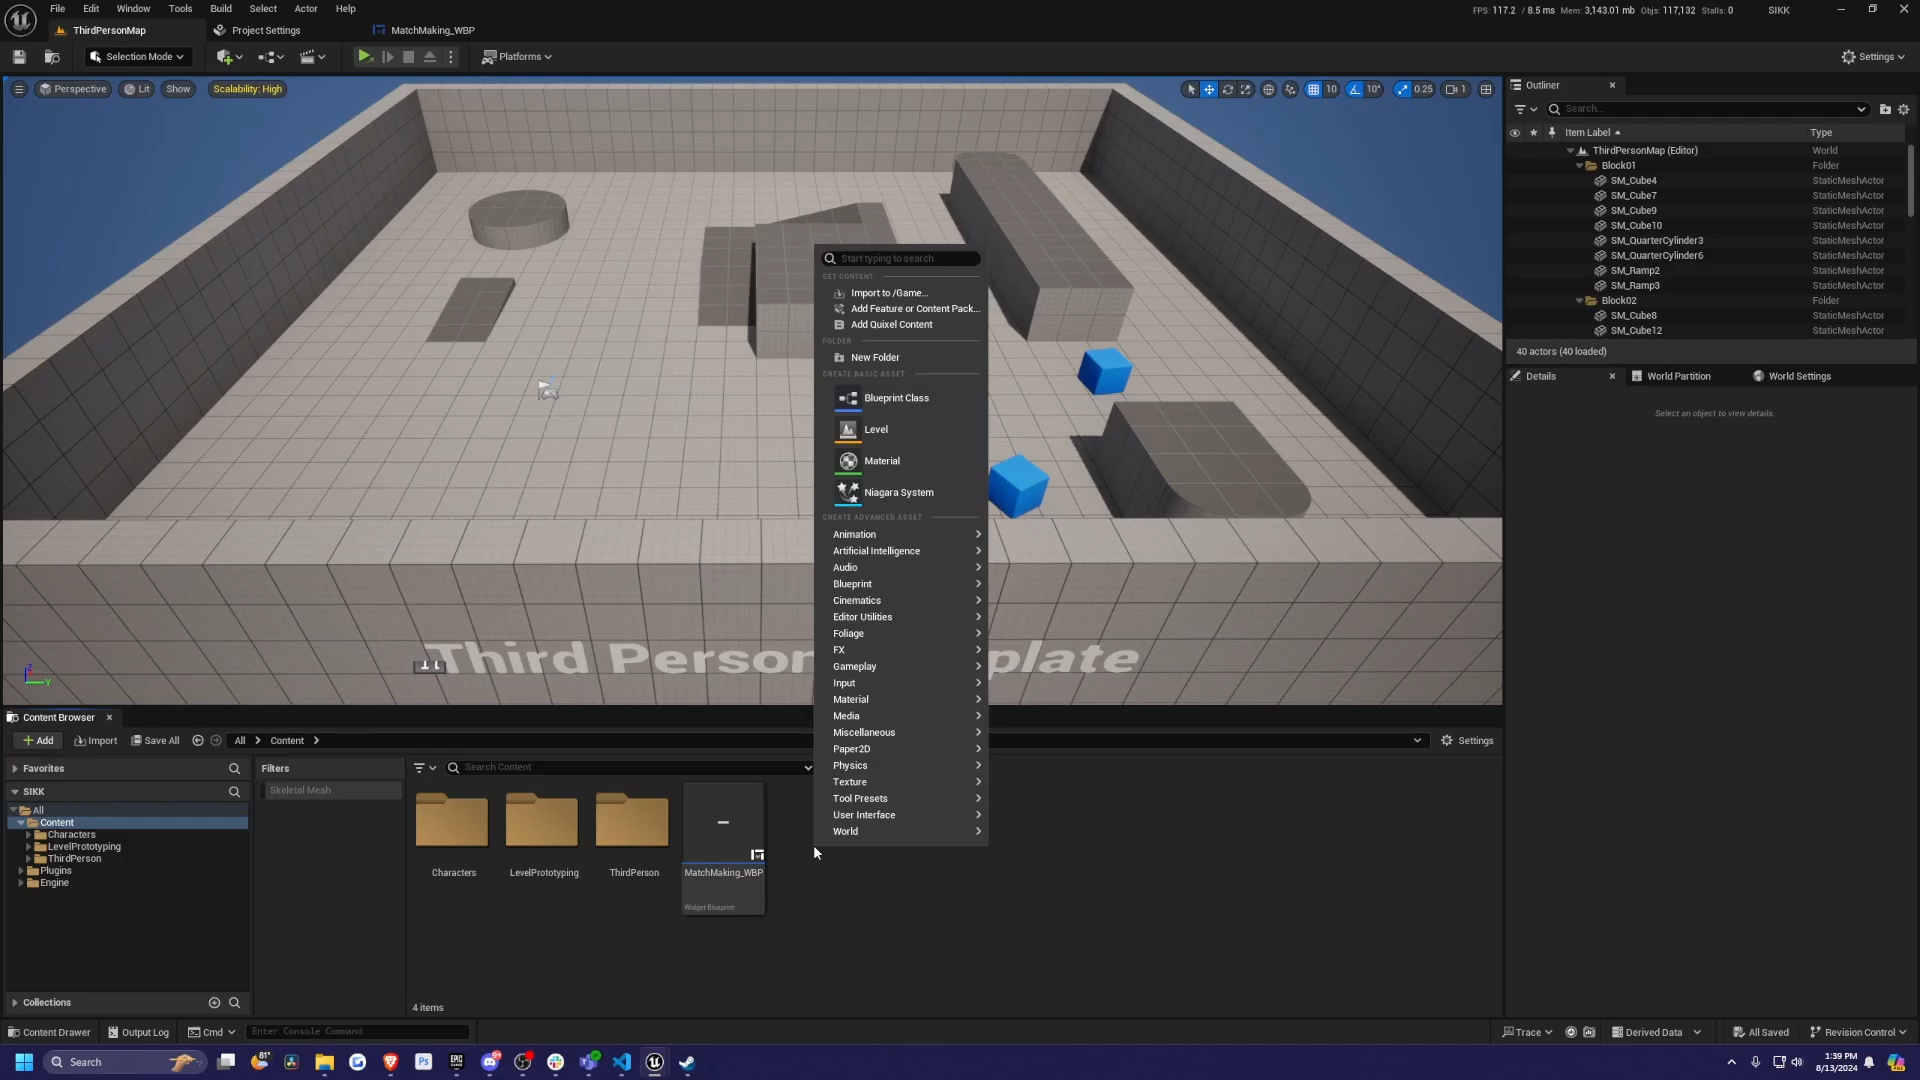 File Edit Window Tools Build Select Actor Help
FPS: 117.2 / 8.5 ms Mem: 3,143.01 mb Objs: 117,132 Stalls: 0 SIKK
ThirdPersonMap Project Settings MatchMaking_WBP
Selection Mode Platforms Settings
Perspective Lit Show Scalability: High 10 10° 0.25 1
Outliner
Search...
Item Label Type
ThirdPersonMap (Editor) World
Block01 Folder
SM_Cube4 StaticMeshActor
SM_Cube7 StaticMeshActor
SM_Cube9 StaticMeshActor
SM_Cube10 StaticMeshActor
SM_QuarterCylinder3 StaticMeshActor
SM_QuarterCylinder6 StaticMeshActor
SM_Ramp2 StaticMeshActor
SM_Ramp3 StaticMeshActor
Block02 Folder
SM_Cube8 StaticMeshActor
SM_Cube12 StaticMeshActor
40 actors (40 loaded)
Details World Partition World Settings
Select an object to view details.
Start typing to search
GET CONTENT
Import to /Game...
Add Feature or Content Pack...
Add Quixel Content
FOLDER
New Folder
CREATE BASIC ASSET
Blueprint Class
Level
Material
Niagara System
CREATE ADVANCED ASSET
Animation
Artificial Intelligence
Audio
Blueprint
Cinematics
Editor Utilities
Foliage
FX
Gameplay
Input
Material
Media
Miscellaneous
Paper2D
Physics
Texture
Tool Presets
User Interface
World
Third Person plate
Z
Y
Content Browser
Add Import Save All All Content Settings
Favorites Filters Search Content
SIKK Skeletal Mesh
All
Content
Characters
LevelPrototyping
ThirdPerson
Plugins
Engine
Characters LevelPrototyping ThirdPerson MatchMaking_WBP
Widget Blueprint
Collections 4 items
Content Drawer Output Log Cmd Enter Console Command Trace Derived Data All Saved Revision Control
Search 81° 1:39 PM
8/13/2024